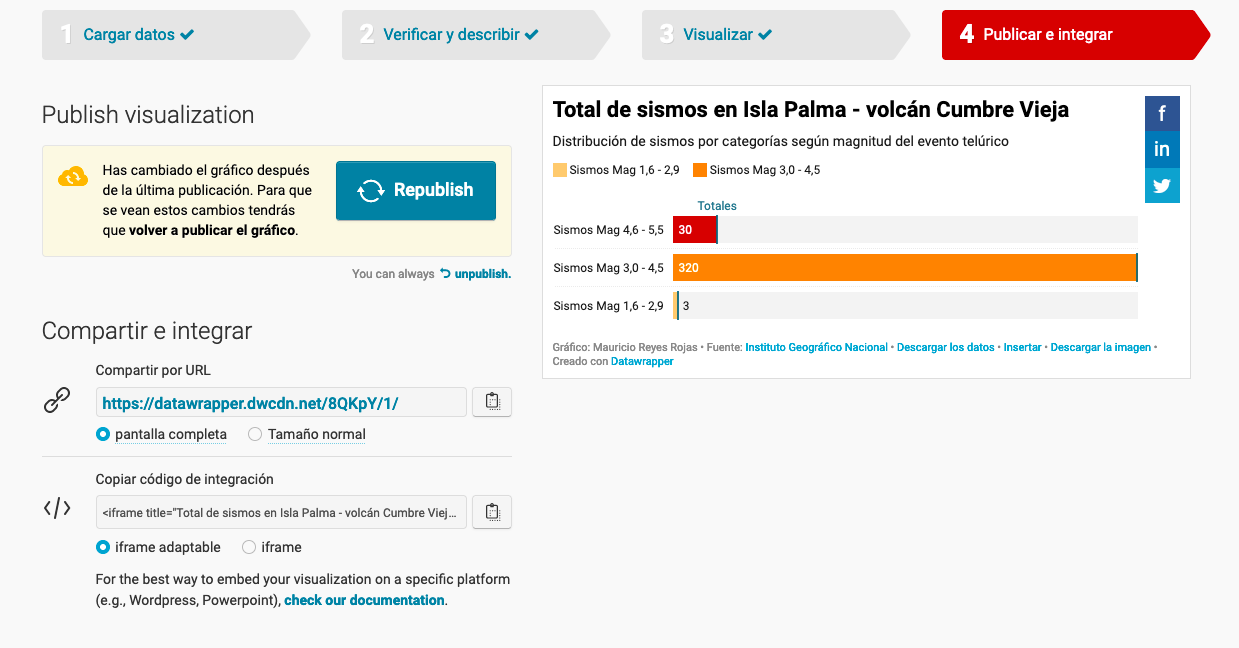 1 Cargar datos
2 Verificar y describir
3 Visualizar
4 Publicar e integrar
Publish visualization
Has cambiado el gráfico después
de la última publicación. Para que
se vean estos cambios tendrás
que volver a publicar el gráfico.
Republish
You can always unpublish.
Compartir e integrar
Compartir por URL
https://datawrapper.dwcdn.net/8QKpY/1/
pantalla completa
Tamaño normal
Copiar código de integración
<iframe title="Total de sismos en Isla Palma - volcán Cumbre Viej...
iframe adaptable
iframe
For the best way to embed your visualization on a specific platform
(e.g., Wordpress, Powerpoint), check our documentation.
Total de sismos en Isla Palma - volcán Cumbre Vieja
Distribución de sismos por categorías según magnitud del evento telúrico
Sismos Mag 1,6 - 2,9
Sismos Mag 3,0 - 4,5
f
in
Totales
Sismos Mag 4,6 - 5,5 30
Sismos Mag 3,0 - 4,5 320
Sismos Mag 1,6 - 2,9 3
Gráfico: Mauricio Reyes Rojas • Fuente: Instituto Geográfico Nacional • Descargar los datos • Insertar • Descargar la imagen •
Creado con Datawrapper